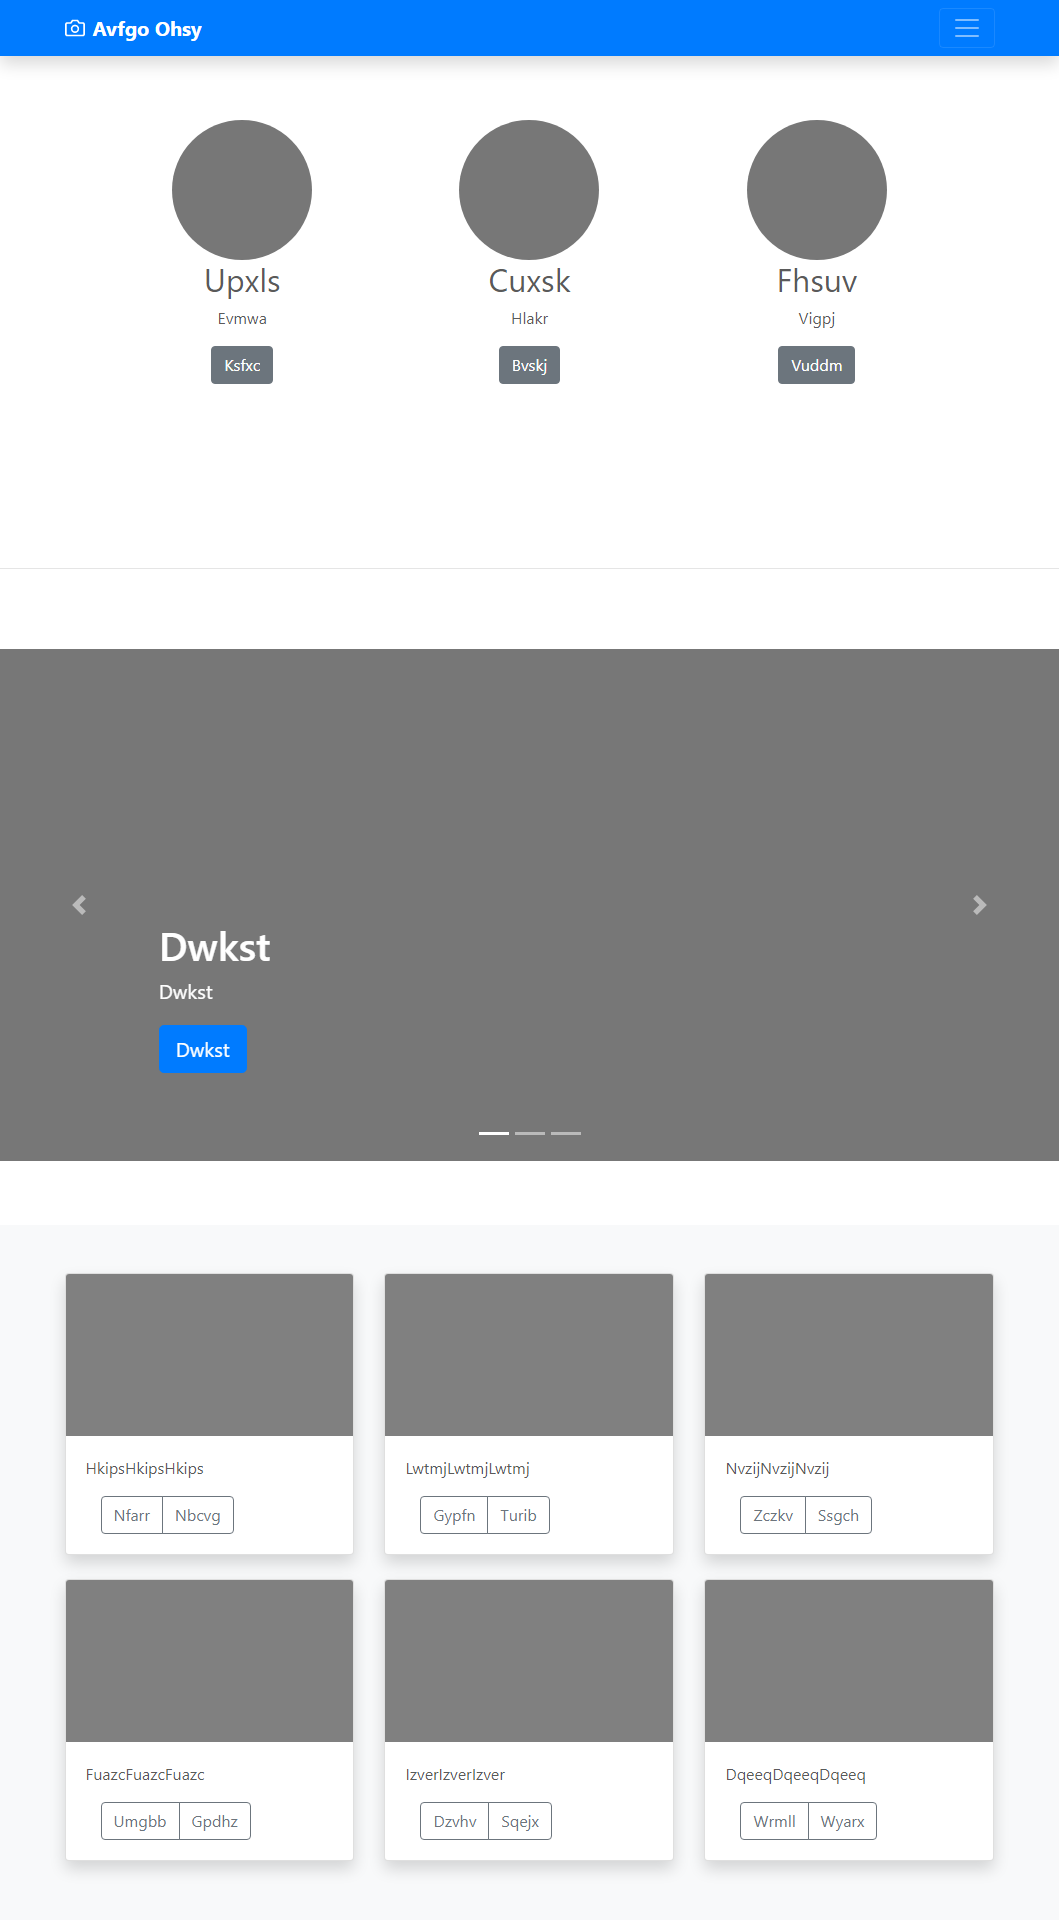 Avfgo Ohsy
Upxls
Evmwa
Ksfxc
Cuxsk
Hlakr
Bvskj
Fhsuv
Vigpj
Vuddm
Dwkst
Dwkst
Dwkst
HkipsHkipsHkips
Nfarr Nbcvg
LwtmjLwtmjLwtmj
Gypfn Turib
NvzijNvzijNvzij
Zczkv Ssgch
FuazcFuazcFuazc
Umgbb Gpdhz
IzverIzverIzver
Dzvhv Sqejx
DqeeqDqeeqDqeeq
Wrmll Wyarx